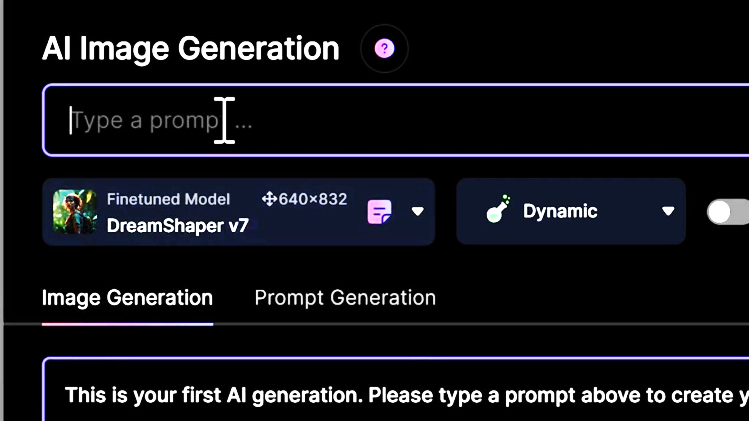 AI Image Generation ?
Type a promp ...
Finetuned Model 640×832
DreamShaper v7
Dynamic
Image Generation Prompt Generation
This is your first AI generation. Please type a prompt above to create